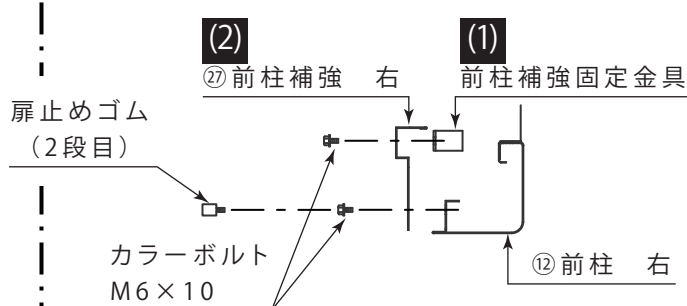 (2)
㉗前柱補強　右
(1)
前柱補強固定金具
扉止めゴム
（2段目）
カラーボルト
M6×10
⑫前柱　右